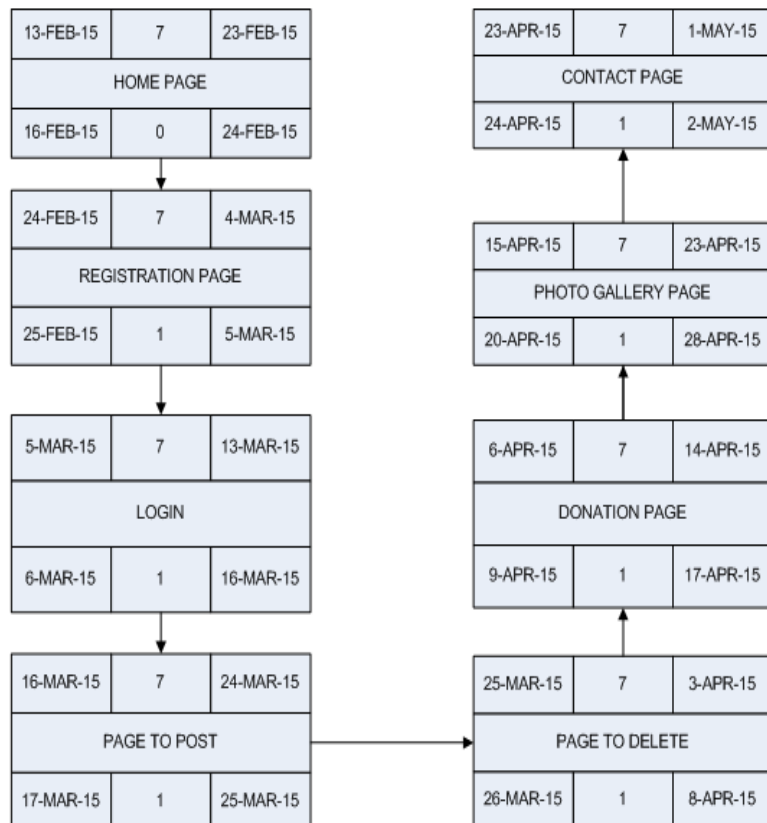 13-FEB-15 7 23-FEB-15
HOME PAGE
16-FEB-15 0 24-FEB-15
24-FEB-15 7 4-MAR-15
REGISTRATION PAGE
25-FEB-15 1 5-MAR-15
5-MAR-15 7 13-MAR-15
LOGIN
6-MAR-15 1 16-MAR-15
16-MAR-15 7 24-MAR-15
PAGE TO POST
17-MAR-15 1 25-MAR-15
25-MAR-15 7 3-APR-15
PAGE TO DELETE
26-MAR-15 1 8-APR-15
6-APR-15 7 14-APR-15
DONATION PAGE
9-APR-15 1 17-APR-15
15-APR-15 7 23-APR-15
PHOTO GALLERY PAGE
20-APR-15 1 28-APR-15
23-APR-15 7 1-MAY-15
CONTACT PAGE
24-APR-15 1 2-MAY-15